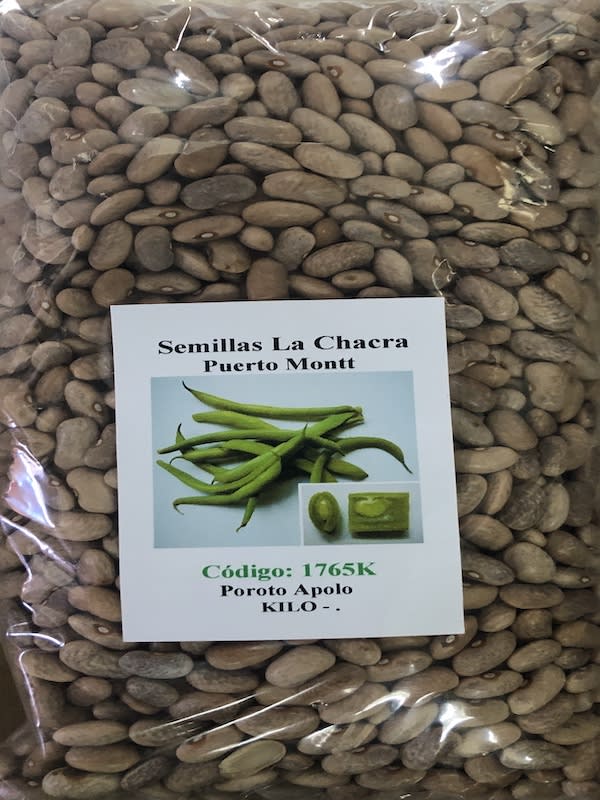 Semillas La Chacra
Puerto Montt
Código: 1765K
Poroto Apolo
KILO - .